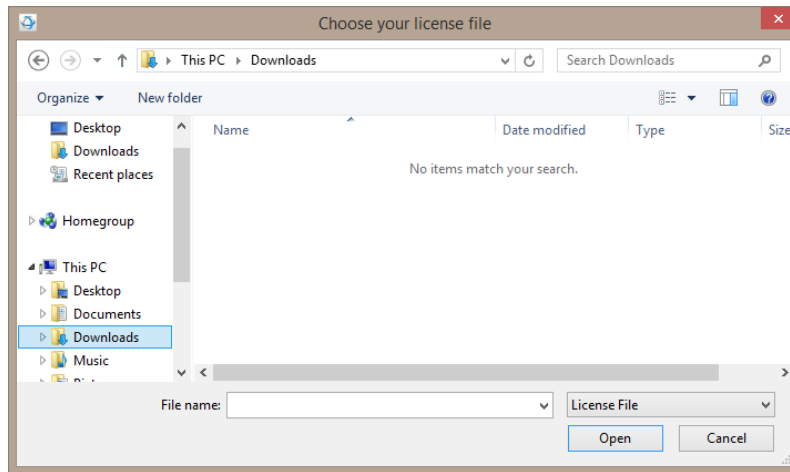 Choose your license file
This PC Downloads
Search Downloads
Organize New folder
Name Date modified Type Size
No items match your search.
Desktop
Downloads
Recent places
Homegroup
This PC
Desktop
Documents
Downloads
Music
File name: License File
Open Cancel